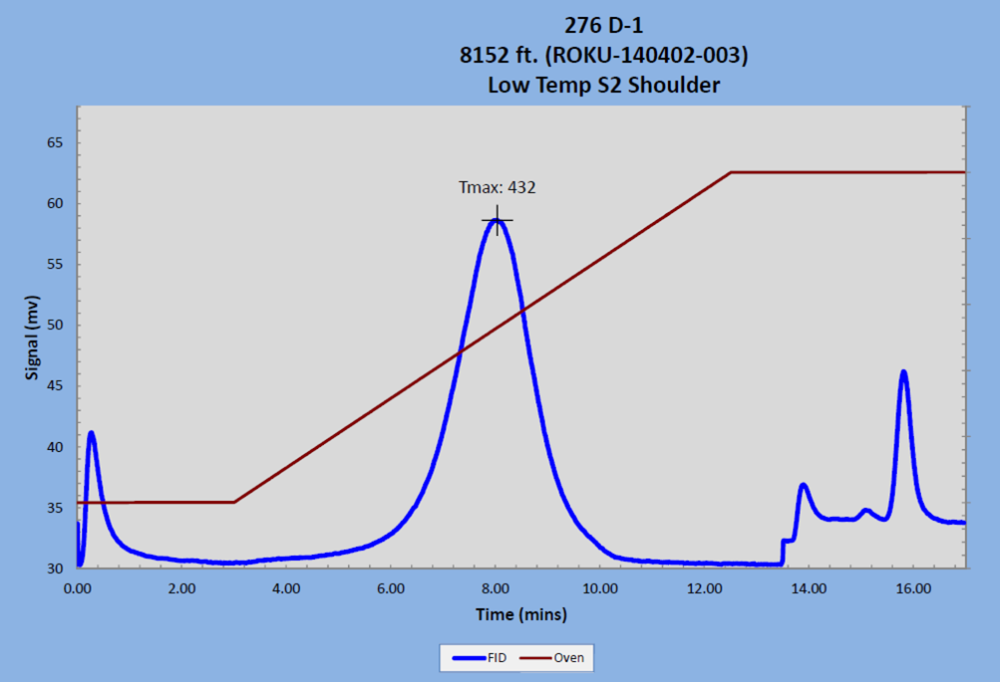 276 D-1
8152 ft. (ROKU-140402-003)
Low Temp S2 Shoulder
Tmax: 432
65
60
55
50
45
40
35
30
Signal (mv)
0.00 2.00 4.00 6.00 8.00 10.00 12.00 14.00 16.00
Time (mins)
FID Oven